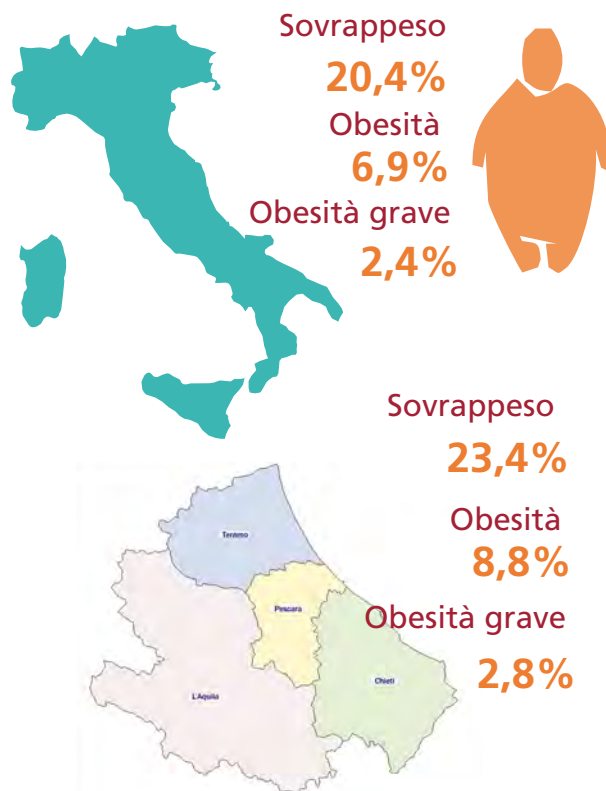 Sovrappeso
20,4%
Obesità
6,9%
Obesità grave
2,4%
Sovrappeso
23,4%
Obesità
8,8%
Obesità grave
2,8%
Teramo
Pescara
L'Aquila
Chieti